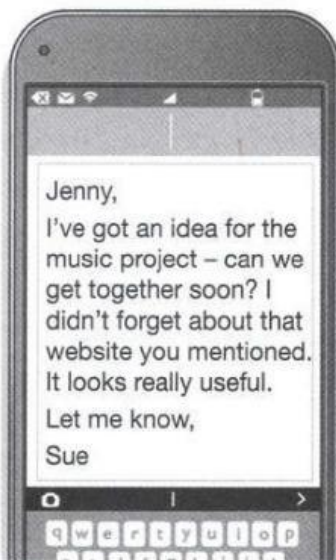 Jenny,
I've got an idea for the
music project – can we
get together soon? I
didn't forget about that
website you mentioned.
It looks really useful.
Let me know,
Sue
q w e r t y u i o p